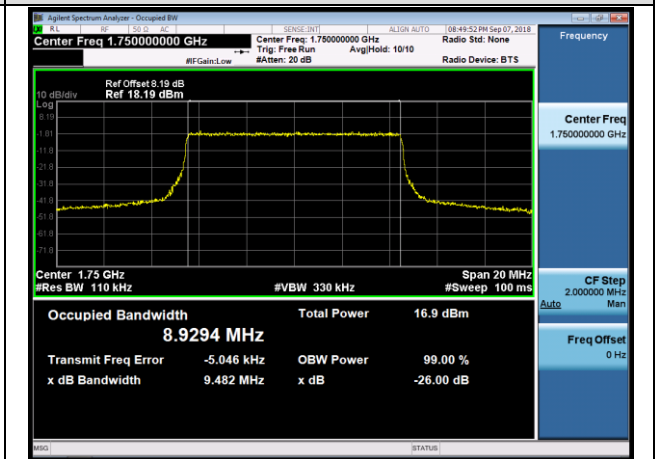 Agilent Spectrum Analyzer - Occupied BW
RL RF 50 Ω AC SENSE:INT ALIGN AUTO 08:49:52 PM Sep 07, 2018
Center Freq 1.750000000 GHz
Center Freq: 1.750000000 GHz
Radio Std: None
Trig: Free Run Avg|Hold: 10/10
#IFGain:Low #Atten: 20 dB Radio Device: BTS
Frequency
Ref Offset 8.19 dB
10 dB/div Ref 18.19 dBm
Log
8.19
-1.81
-11.8
-21.8
-31.8
-41.8
-51.8
-61.8
-71.8
Center 1.75 GHz Span 20 MHz
#Res BW 110 kHz #VBW 330 kHz #Sweep 100 ms
Occupied Bandwidth Total Power 16.9 dBm
8.9294 MHz
Transmit Freq Error -5.046 kHz OBW Power 99.00 %
x dB Bandwidth 9.482 MHz x dB -26.00 dB
Center Freq
1.750000000 GHz
CF Step
2.000000 MHz
Auto Man
Freq Offset
0 Hz
MSG STATUS